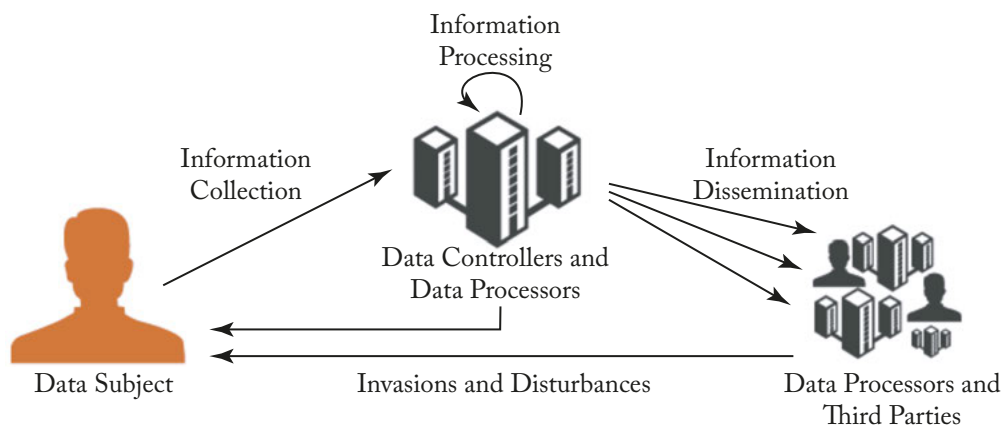 Information
Processing
Information
Collection
Information
Dissemination
Data Controllers and
Data Processors
Data Subject
Invasions and Disturbances
Data Processors and
Third Parties